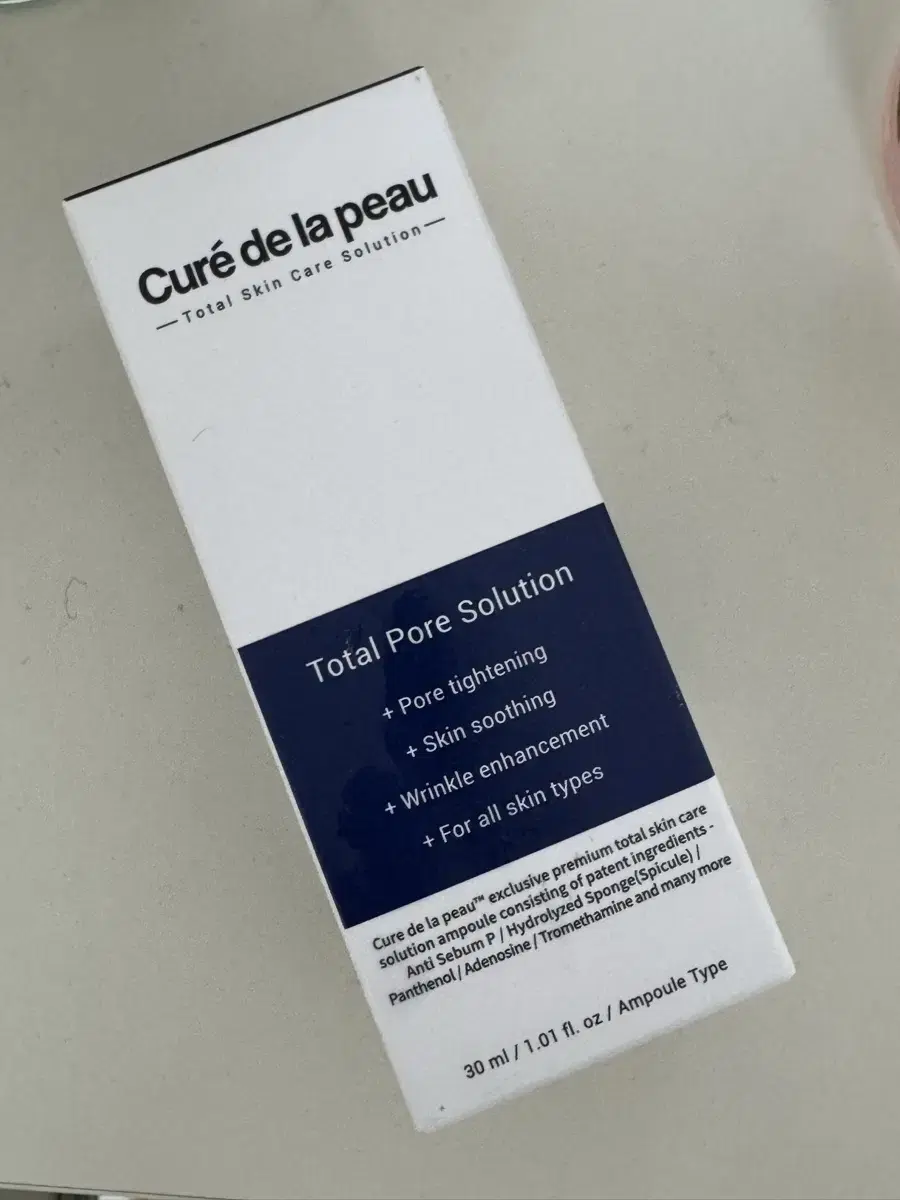 Curé de la peau
Total Skin Care Solution
Total Pore Solution
+ Pore tightening
+ Skin soothing
+ Wrinkle enhancement
+ For all skin types
Cure de la peau™ exclusive premium total skin care
solution ampoule consisting of patent ingredients -
Anti Sebum P / Hydrolyzed Sponge(Spicule) /
Panthenol / Adenosine / Tromethamine and many more
30 ml / 1.01 fl. oz / Ampoule Type